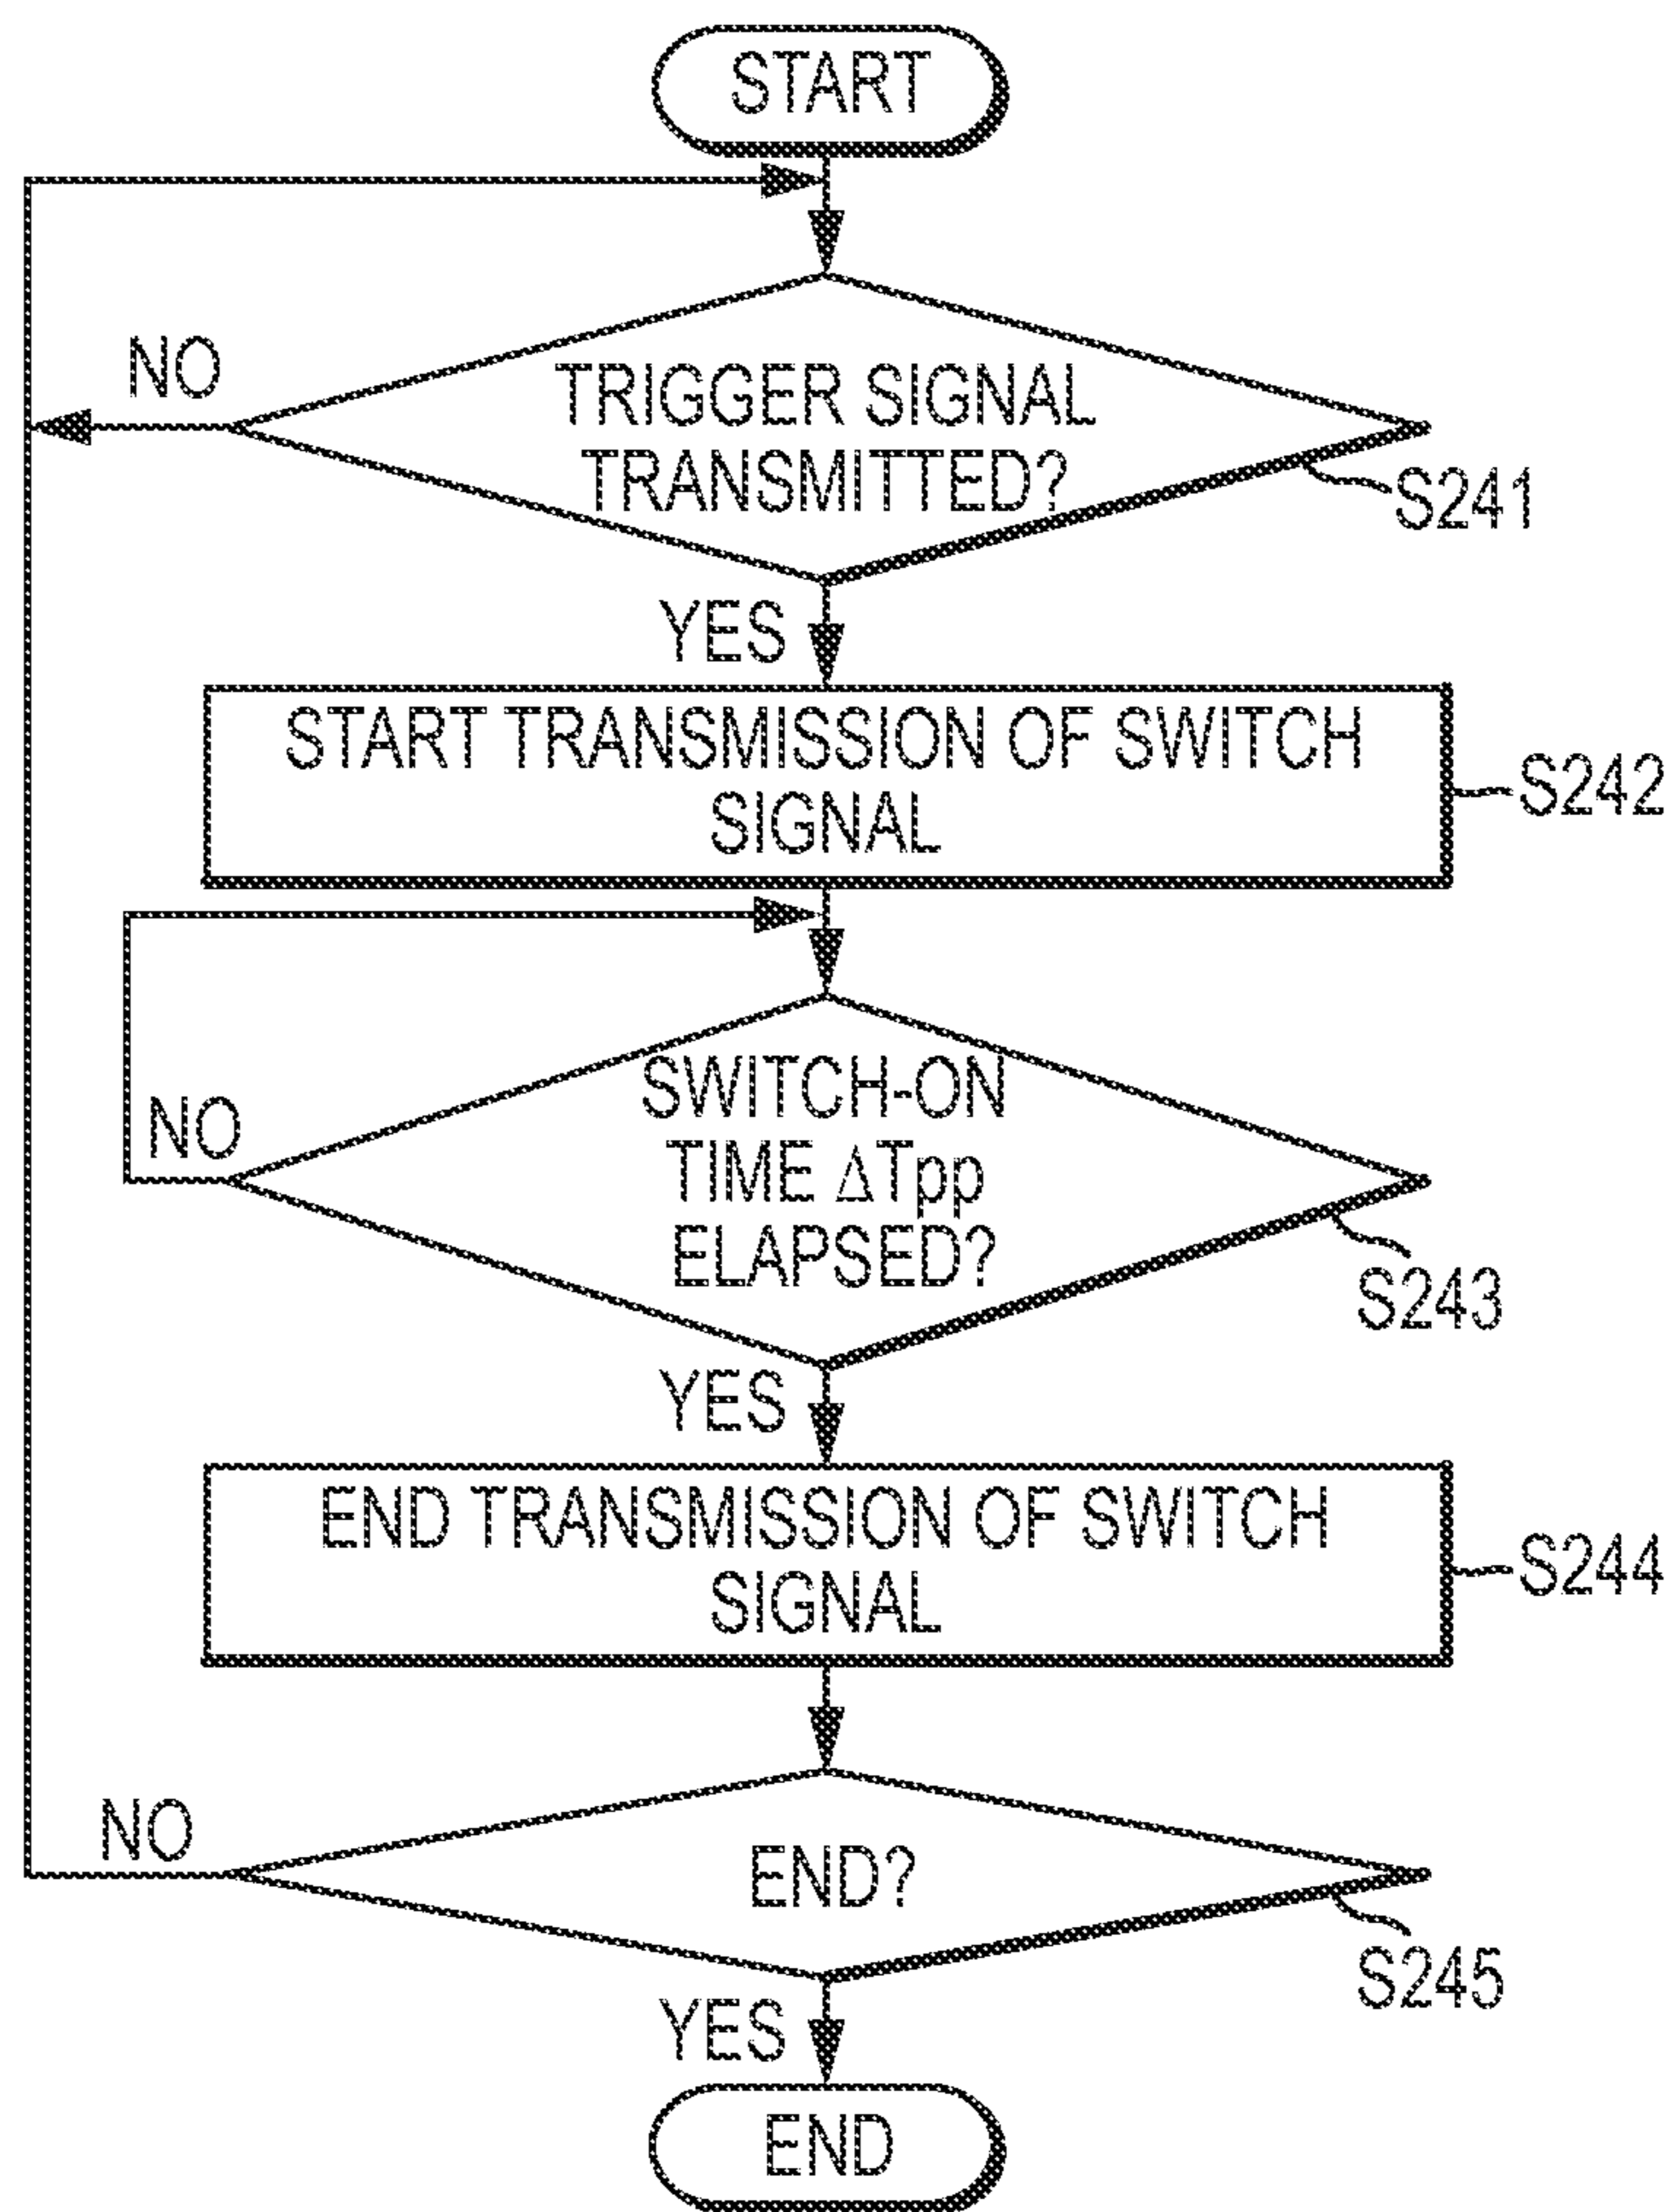 START
NO
TRIGGER SIGNAL
TRANSMITTED?
S241
YES
START TRANSMISSION OF SWITCH
SIGNAL
S242
SWITCH-ON
NO
TIME ΔTpp
ELAPSED?
S243
YES
END TRANSMISSION OF SWITCH
SIGNAL
S244
NO
END?
S245
YES
END